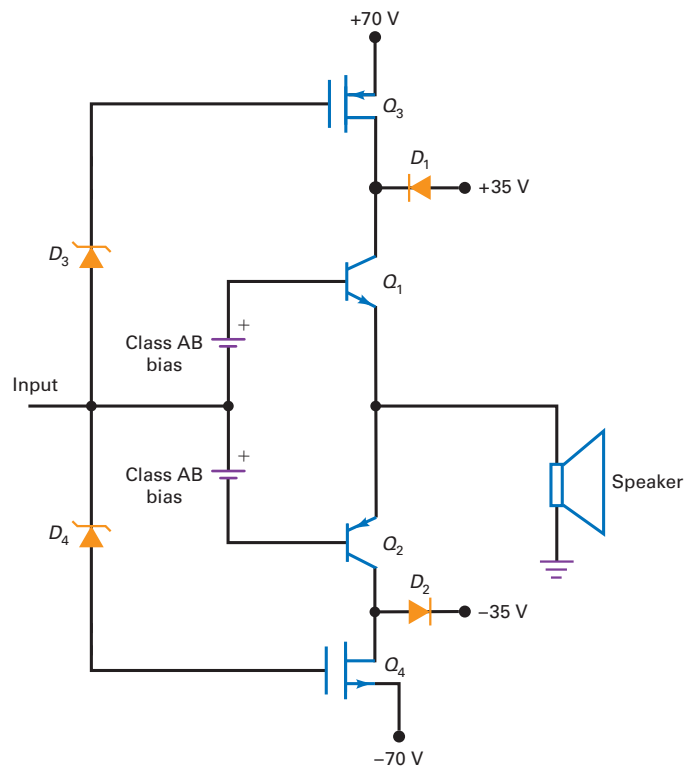 +70 V
Q3
D1
+35 V
D3
Q1
+
Class AB
bias
Input
+
Class AB
bias
Speaker
D4
Q2
D2
−35 V
Q4
−70 V